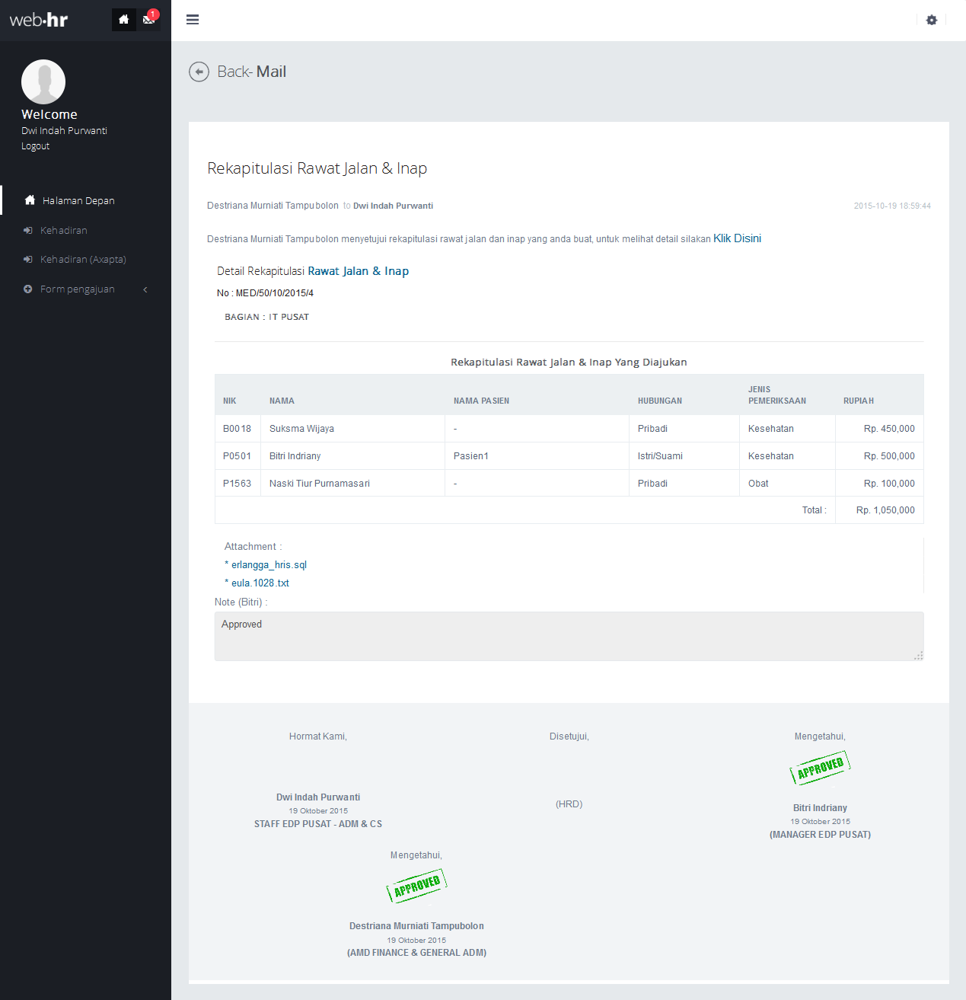 web·hr
1
Back- Mail
Welcome
Dwi Indah Purwanti
Logout
Halaman Depan
Kehadiran
Kehadiran (Axapta)
Form pengajuan
Rekapitulasi Rawat Jalan & Inap
Destriana Murniati Tampubolon to Dwi Indah Purwanti 2015-10-19 18:59:44
Destriana Murniati Tampubolon menyetujui rekapitulasi rawat jalan dan inap yang anda buat, untuk melihat detail silakan Klik Disini
Detail Rekapitulasi Rawat Jalan & Inap
No : MED/50/10/2015/4
BAGIAN : IT PUSAT
Rekapitulasi Rawat Jalan & Inap Yang Diajukan
NIK NAMA NAMA PASIEN HUBUNGAN JENIS PEMERIKSAAN RUPIAH
B0018 Suksma Wijaya - Pribadi Kesehatan Rp. 450,000
P0501 Bitri Indriany Pasien1 Istri/Suami Kesehatan Rp. 500,000
P1563 Naski Tiur Purnamasari - Pribadi Obat Rp. 100,000
Total : Rp. 1,050,000
Attachment :
* erlangga_hris.sql
* eula.1028.txt
Note (Bitri) :
Approved
Hormat Kami, Disetujui, Mengetahui,
APPROVED
Dwi Indah Purwanti (HRD) Bitri Indriany
19 Oktober 2015 19 Oktober 2015
STAFF EDP PUSAT - ADM & CS (MANAGER EDP PUSAT)
Mengetahui,
APPROVED
Destriana Murniati Tampubolon
19 Oktober 2015
(AMD FINANCE & GENERAL ADM)